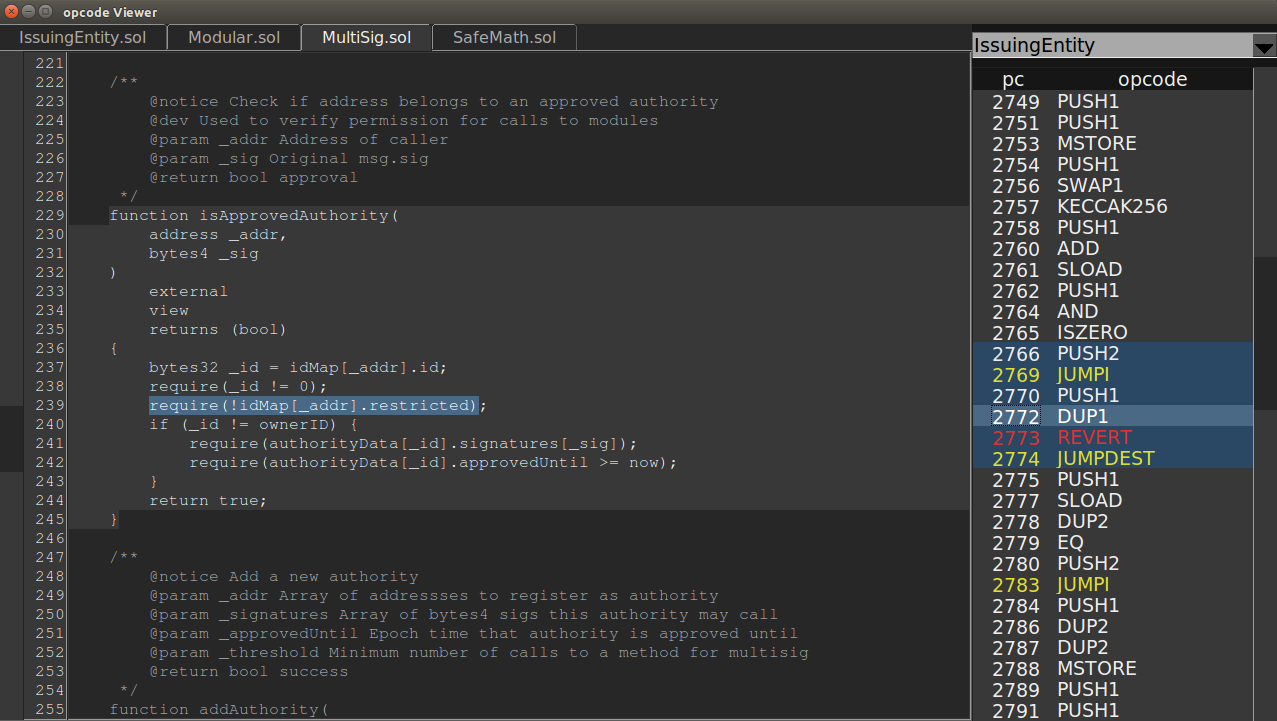 opcode Viewer
IssuingEntity.sol Modular.sol MultiSig.sol SafeMath.sol
221
222 /**
223 @notice Check if address belongs to an approved authority
224 @dev Used to verify permission for calls to modules
225 @param _addr Address of caller
226 @param _sig Original msg.sig
227 @return bool approval
228 */
229 function isApprovedAuthority(
230 address _addr,
231 bytes4 _sig
232 )
233 external
234 view
235 returns (bool)
236 {
237 bytes32 _id = idMap[_addr].id;
238 require(_id != 0);
239 require(!idMap[_addr].restricted);
240 if (_id != ownerID) {
241 require(authorityData[_id].signatures[_sig]);
242 require(authorityData[_id].approvedUntil >= now);
243 }
244 return true;
245 }
246
247 /**
248 @notice Add a new authority
249 @param _addr Array of addressses to register as authority
250 @param _signatures Array of bytes4 sigs this authority may call
251 @param _approvedUntil Epoch time that authority is approved until
252 @param _threshold Minimum number of calls to a method for multisig
253 @return bool success
254 */
255 function addAuthority(
IssuingEntity
pc opcode
2749 PUSH1
2751 PUSH1
2753 MSTORE
2754 PUSH1
2756 SWAP1
2757 KECCAK256
2758 PUSH1
2760 ADD
2761 SLOAD
2762 PUSH1
2764 AND
2765 ISZERO
2766 PUSH2
2769 JUMPI
2770 PUSH1
2772 DUP1
2773 REVERT
2774 JUMPDEST
2775 PUSH1
2777 SLOAD
2778 DUP2
2779 EQ
2780 PUSH2
2783 JUMPI
2784 PUSH1
2786 DUP2
2787 DUP2
2788 MSTORE
2789 PUSH1
2791 PUSH1